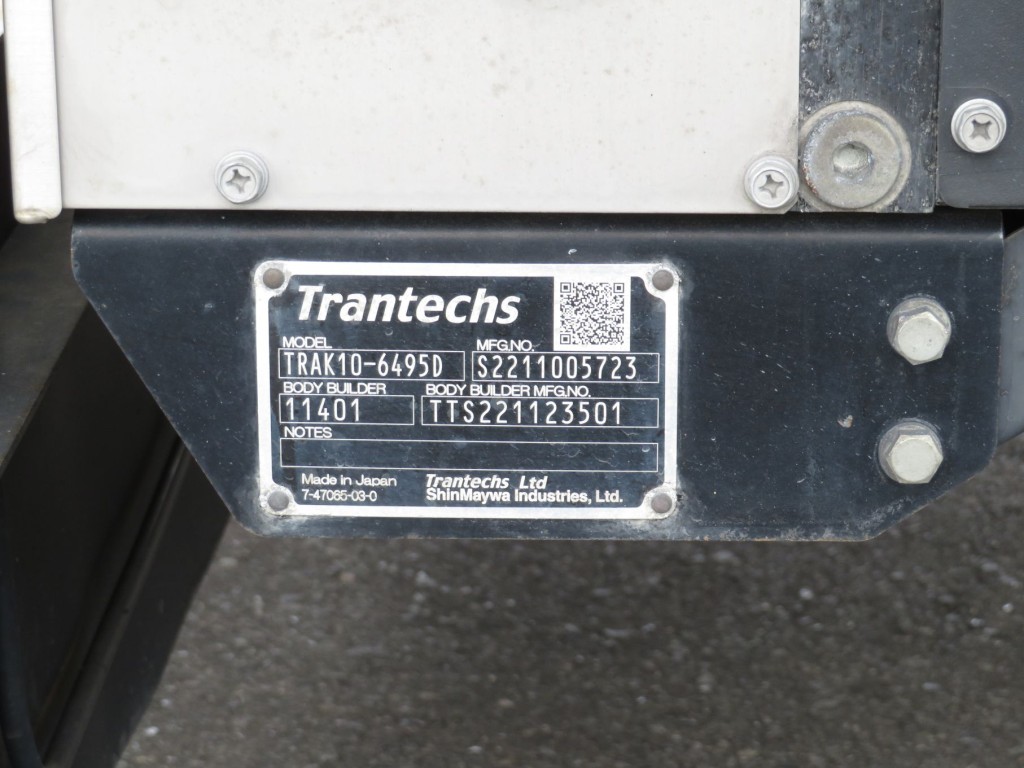 Trantechs
MODEL MFG.NO.
TRAK10-6495D S2211005723
BODY BUILDER BODY BUILDER MFG.NO.
11401 TTS221123501
NOTES
Made in Japan Trantechs Ltd
7-47065-03-0 ShinMaywa Industries, Ltd.